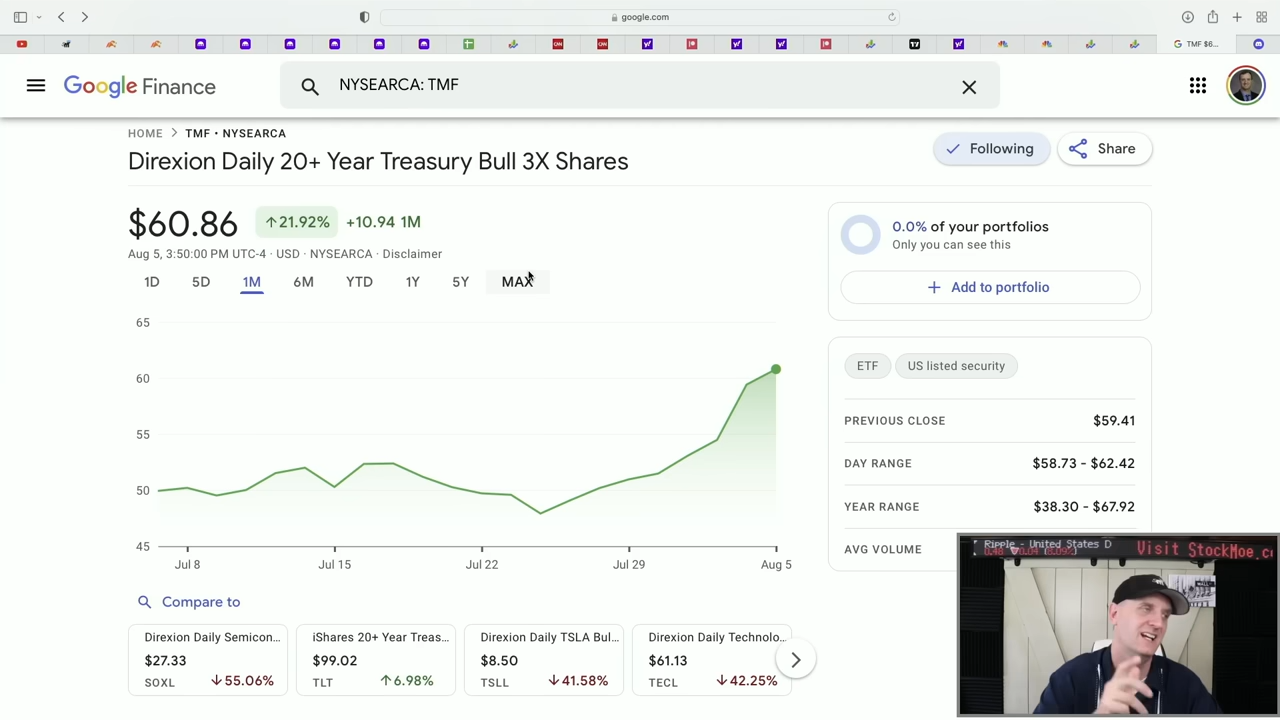 google.com
TMF $6...
Google Finance
NYSEARCA: TMF
HOME > TMF • NYSEARCA
Direxion Daily 20+ Year Treasury Bull 3X Shares
Following
Share
$60.86
↑21.92%
+10.94 1M
Aug 5, 3:50:00 PM UTC-4 · USD · NYSEARCA · Disclaimer
1D 5D 1M 6M YTD 1Y 5Y MAX
65
60
55
50
45
Jul 8 Jul 15 Jul 22 Jul 29 Aug 5
0.0% of your portfolios
Only you can see this
+ Add to portfolio
ETF
US listed security
PREVIOUS CLOSE $59.41
DAY RANGE $58.73 - $62.42
YEAR RANGE $38.30 - $67.92
AVG VOLUME
Compare to
Direxion Daily Semicon...
$27.33
SOXL ↓55.06%
iShares 20+ Year Treas...
$99.02
TLT ↑6.98%
Direxion Daily TSLA Bul...
$8.50
TSLL ↓41.58%
Direxion Daily Technolo...
$61.13
TECL ↓42.25%
Ripple - United States D
Visit StockMoe.c